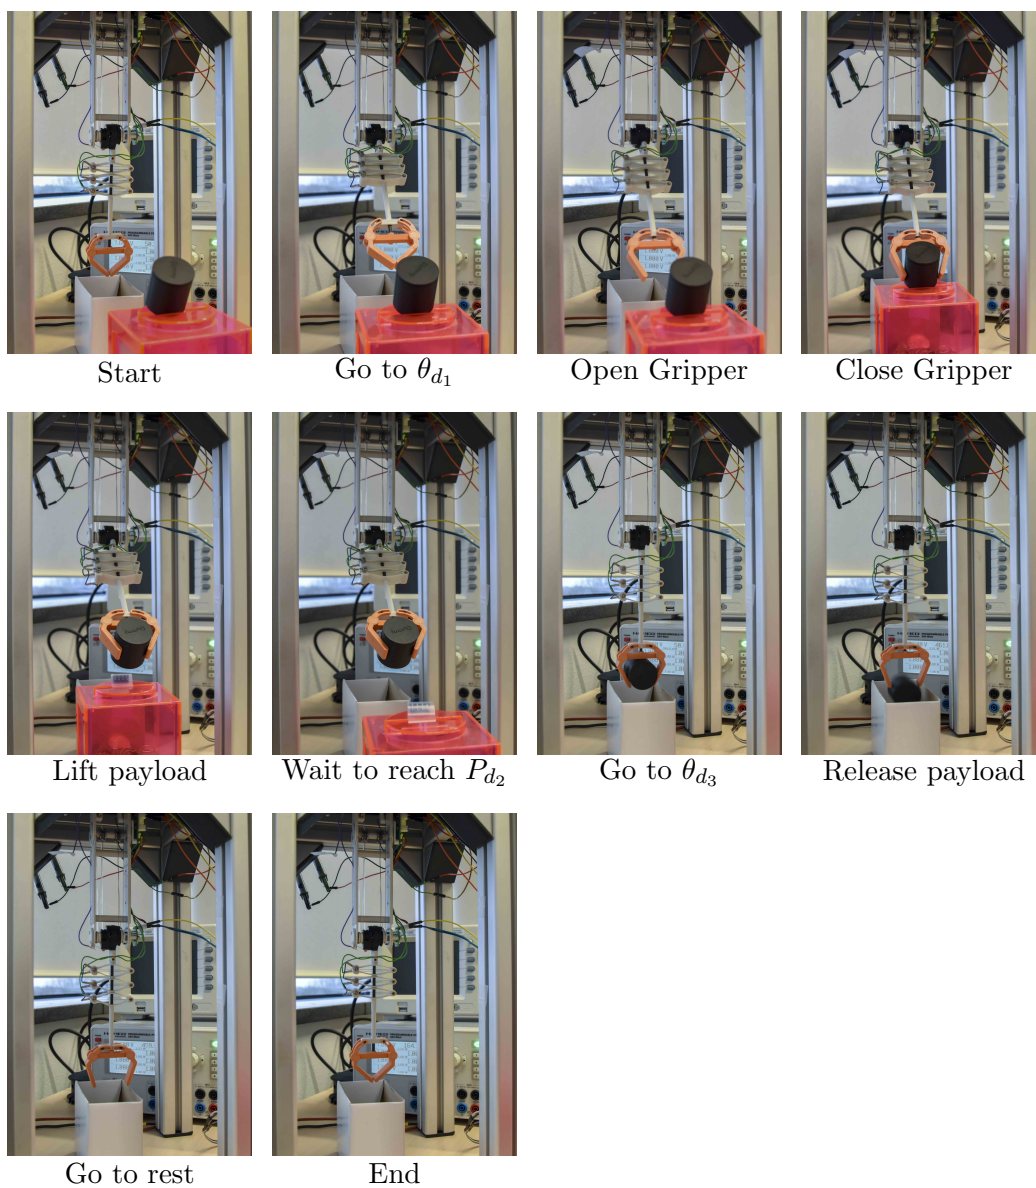 Start
Go to θ_{d_1}
Open Gripper
Close Gripper
Lift payload
Wait to reach P_{d_2}
Go to θ_{d_3}
Release payload
Go to rest
End